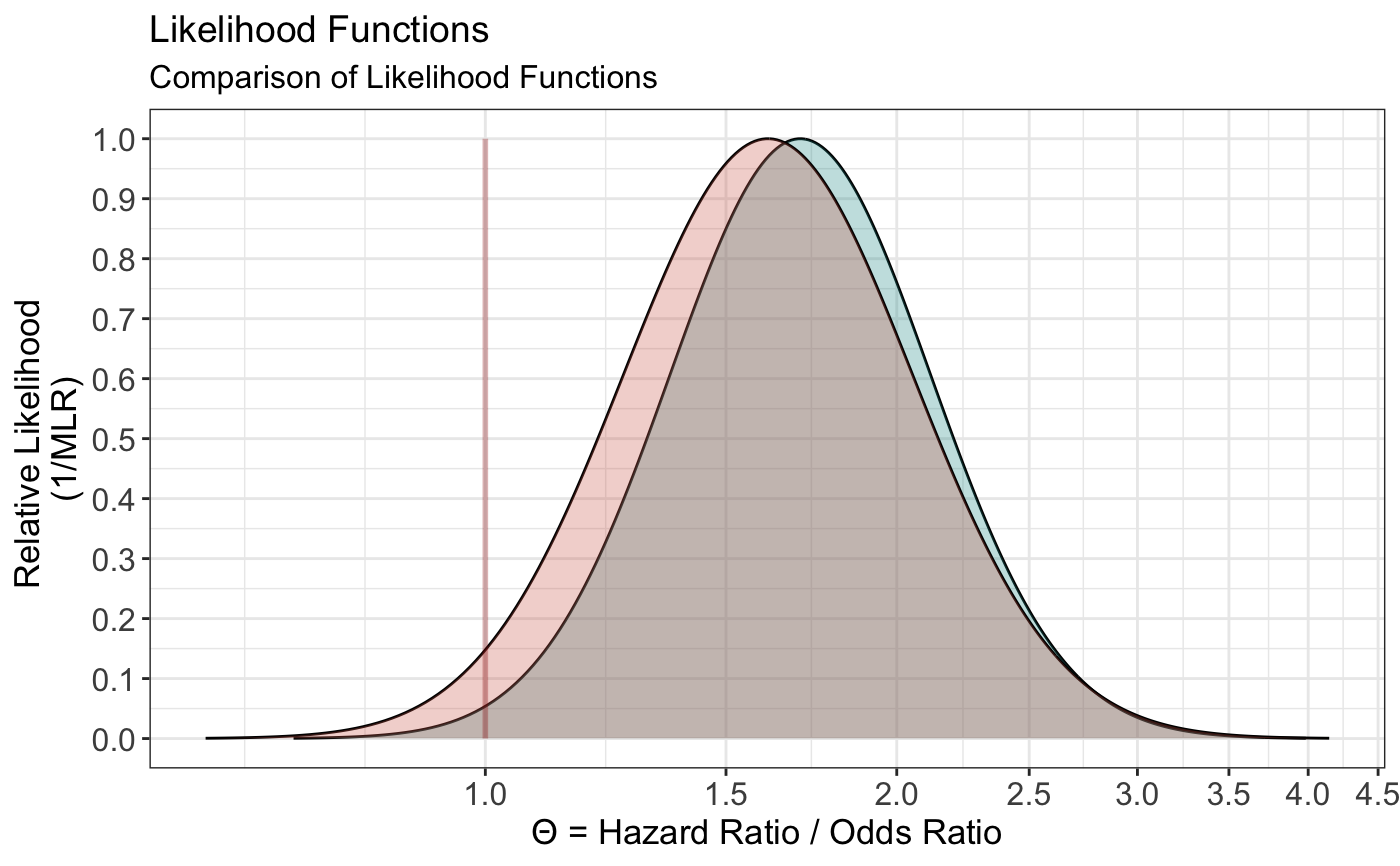 Likelihood Functions
Comparison of Likelihood Functions
Relative Likelihood
(1/MLR)
1.0
0.9
0.8
0.7
0.6
0.5
0.4
0.3
0.2
0.1
0.0
1.0 1.5 2.0 2.5 3.0 3.5 4.0 4.5
Θ = Hazard Ratio / Odds Ratio